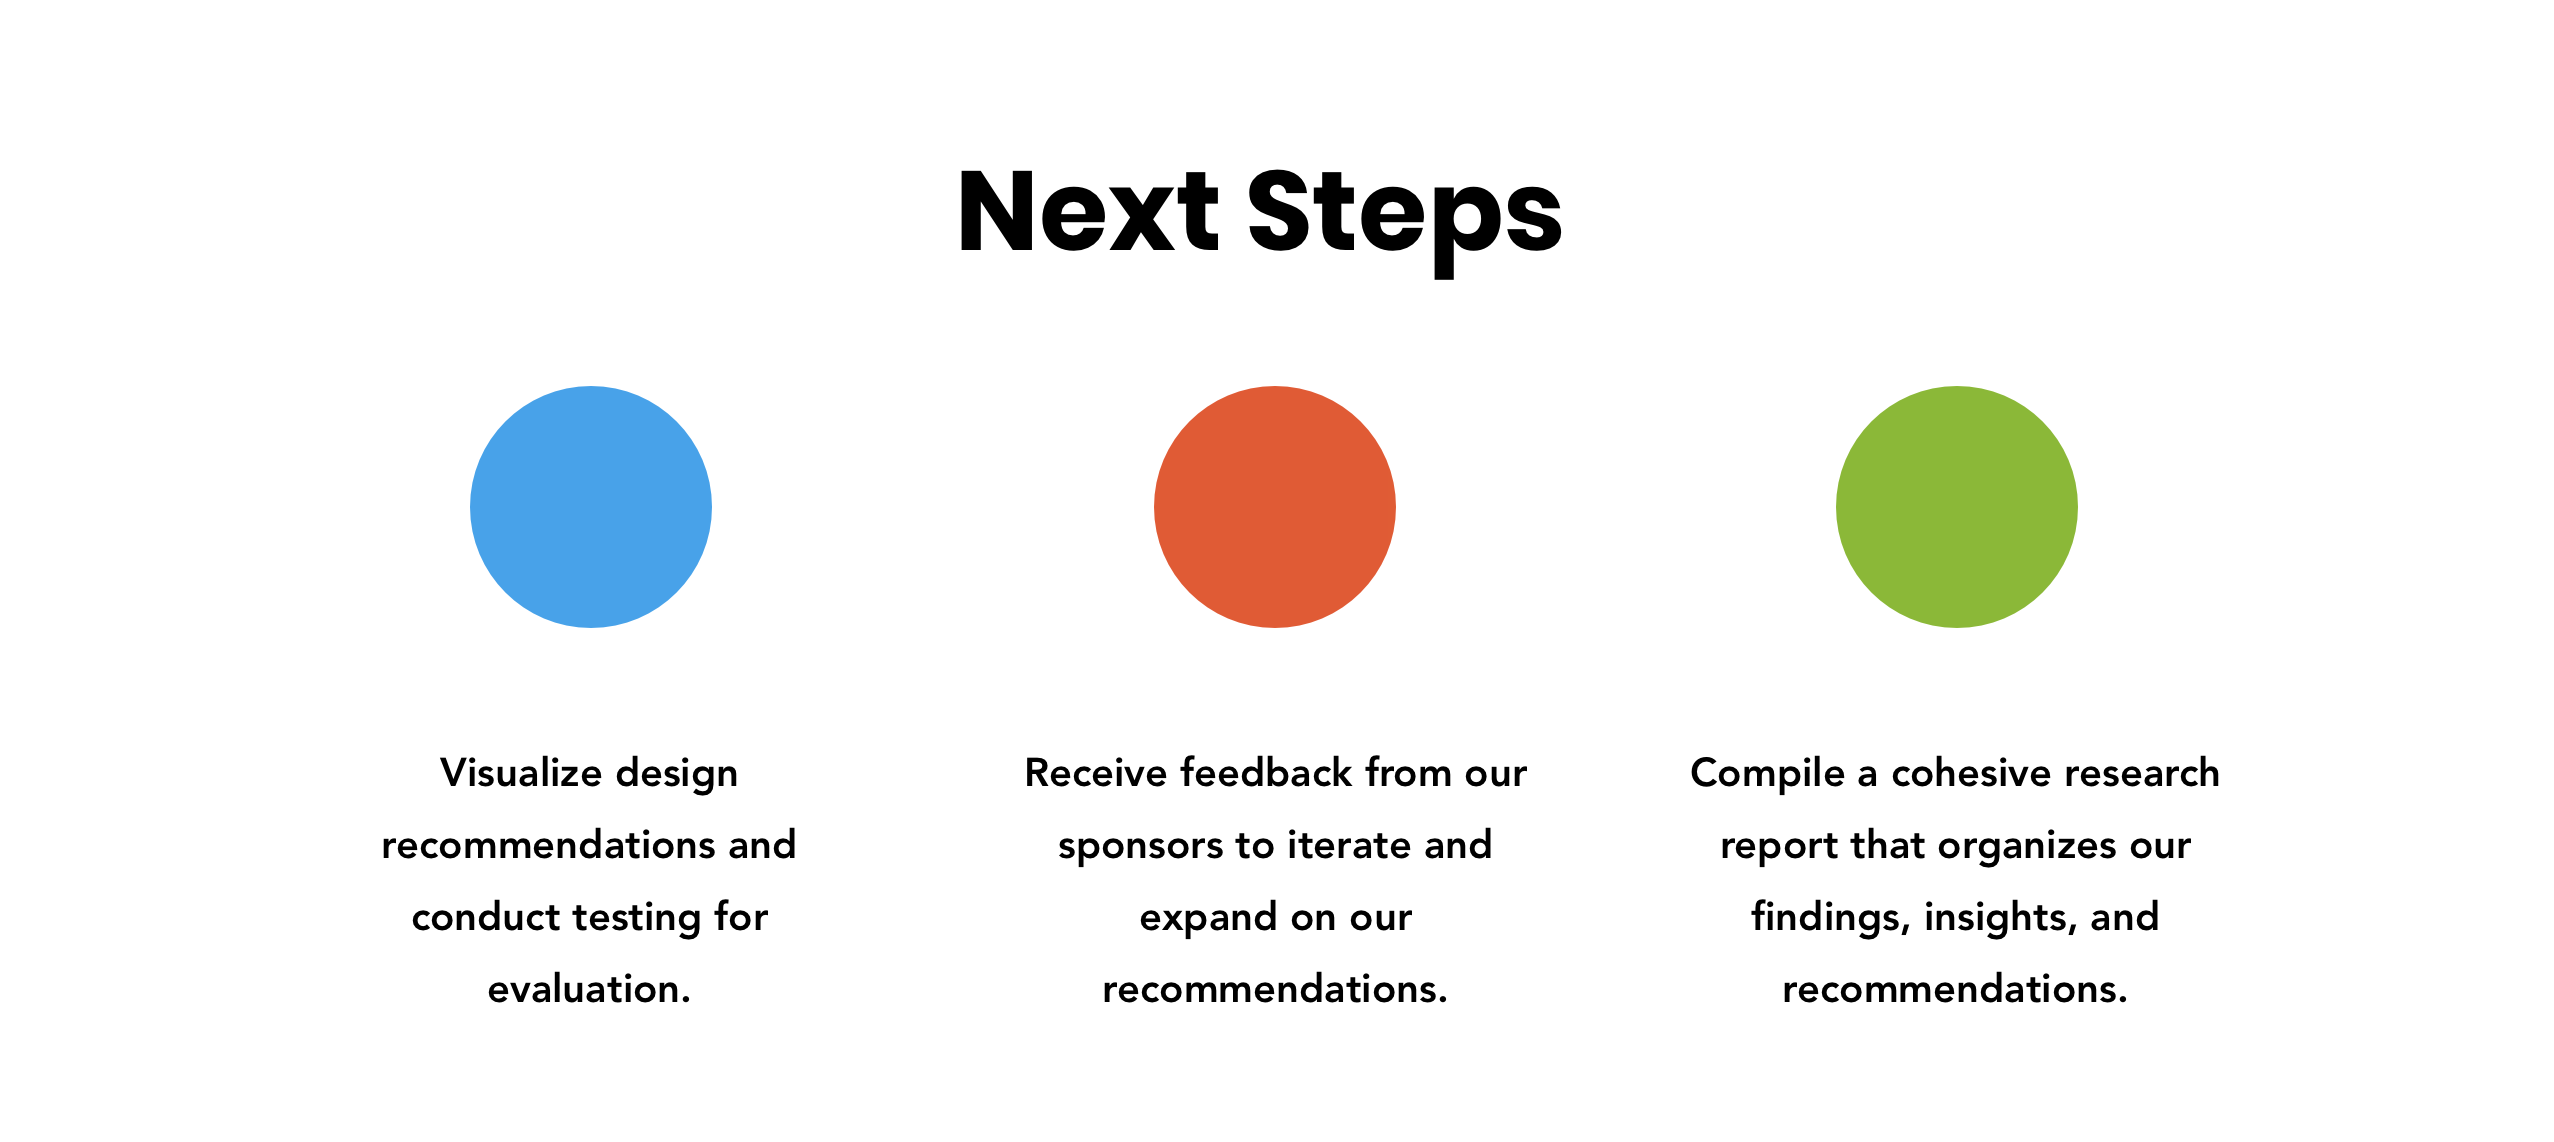 Next Steps
Visualize design
recommendations and
conduct testing for
evaluation.
Receive feedback from our
sponsors to iterate and
expand on our
recommendations.
Compile a cohesive research
report that organizes our
findings, insights, and
recommendations.